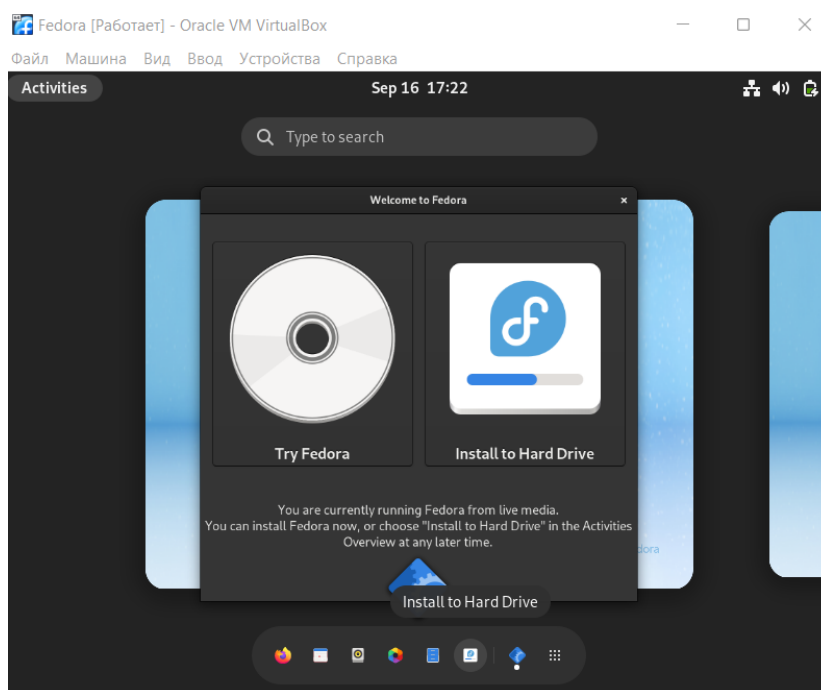 Fedora [Работает] - Oracle VM VirtualBox
Файл Машина Вид Ввод Устройства Справка
Activities
Sep 16 17:22
Type to search
Welcome to Fedora
Try Fedora
Install to Hard Drive
You are currently running Fedora from live media.
You can install Fedora now, or choose "Install to Hard Drive" in the Activities
Overview at any later time.
dora
Install to Hard Drive